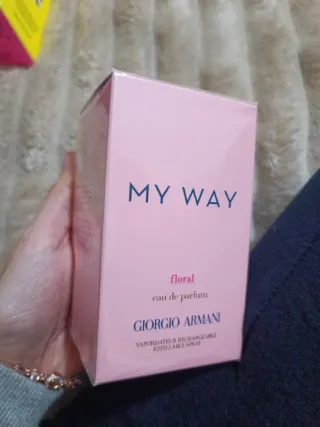 MY WAY
floral
eau de parfum
GIORGIO ARMANI
VAPORISATEUR RECHARGEABLE
REFILLABLE SPRAY